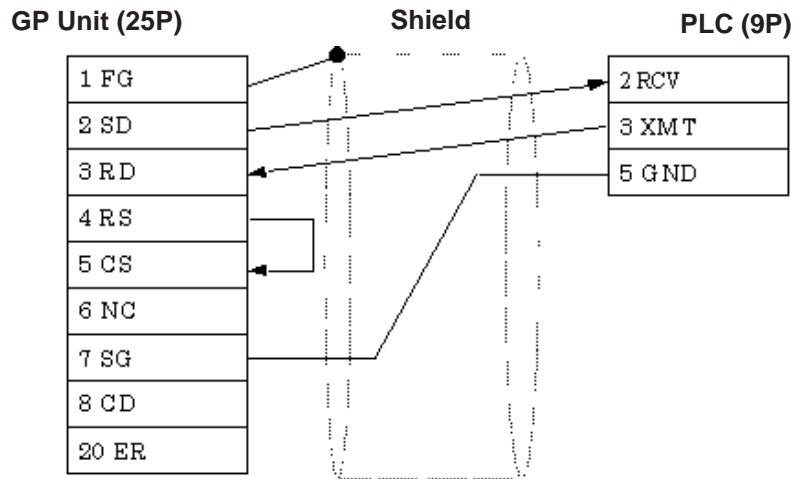 GP Unit (25P)
Shield
PLC (9P)
1 FG
2 SD
3 RD
4 RS
5 CS
6 NC
7 SG
8 CD
20 ER
2 RCV
3 XMT
5 GND